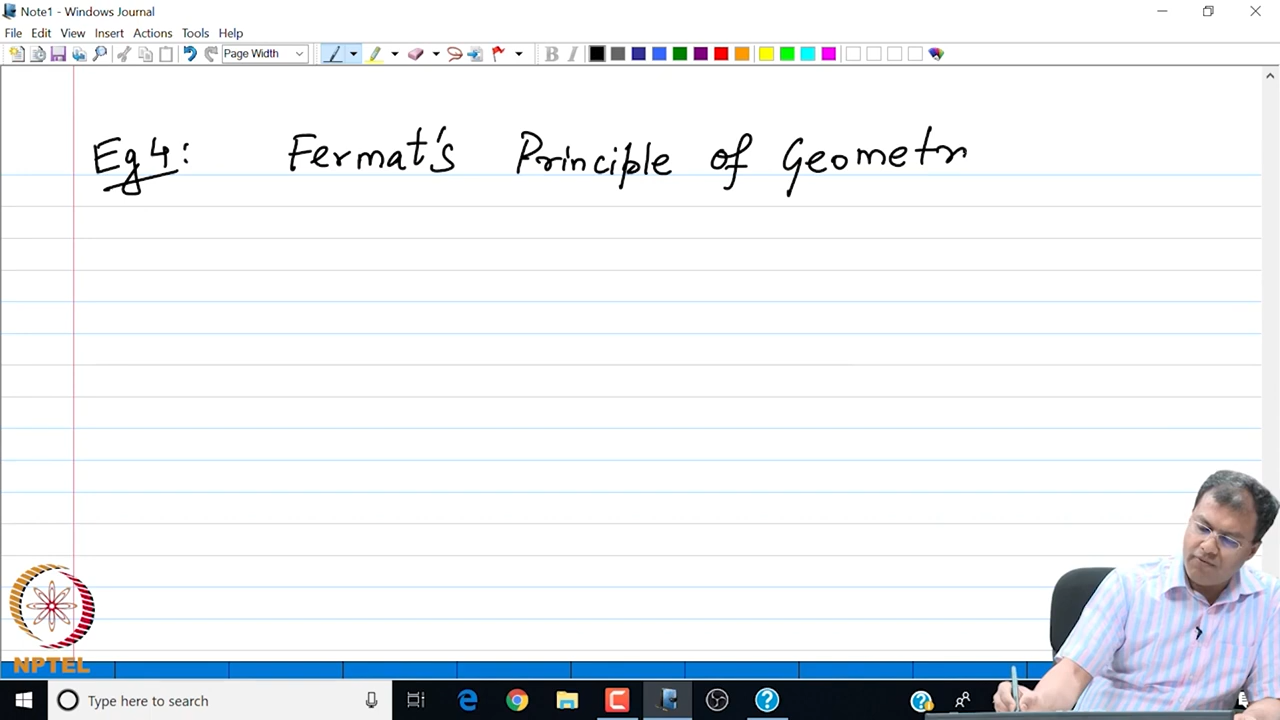 Note1 - Windows Journal
File Edit View Insert Actions Tools Help
Page Width
B I
Eg 4: Fermat's Principle of Geometr
NPTEL
Type here to search